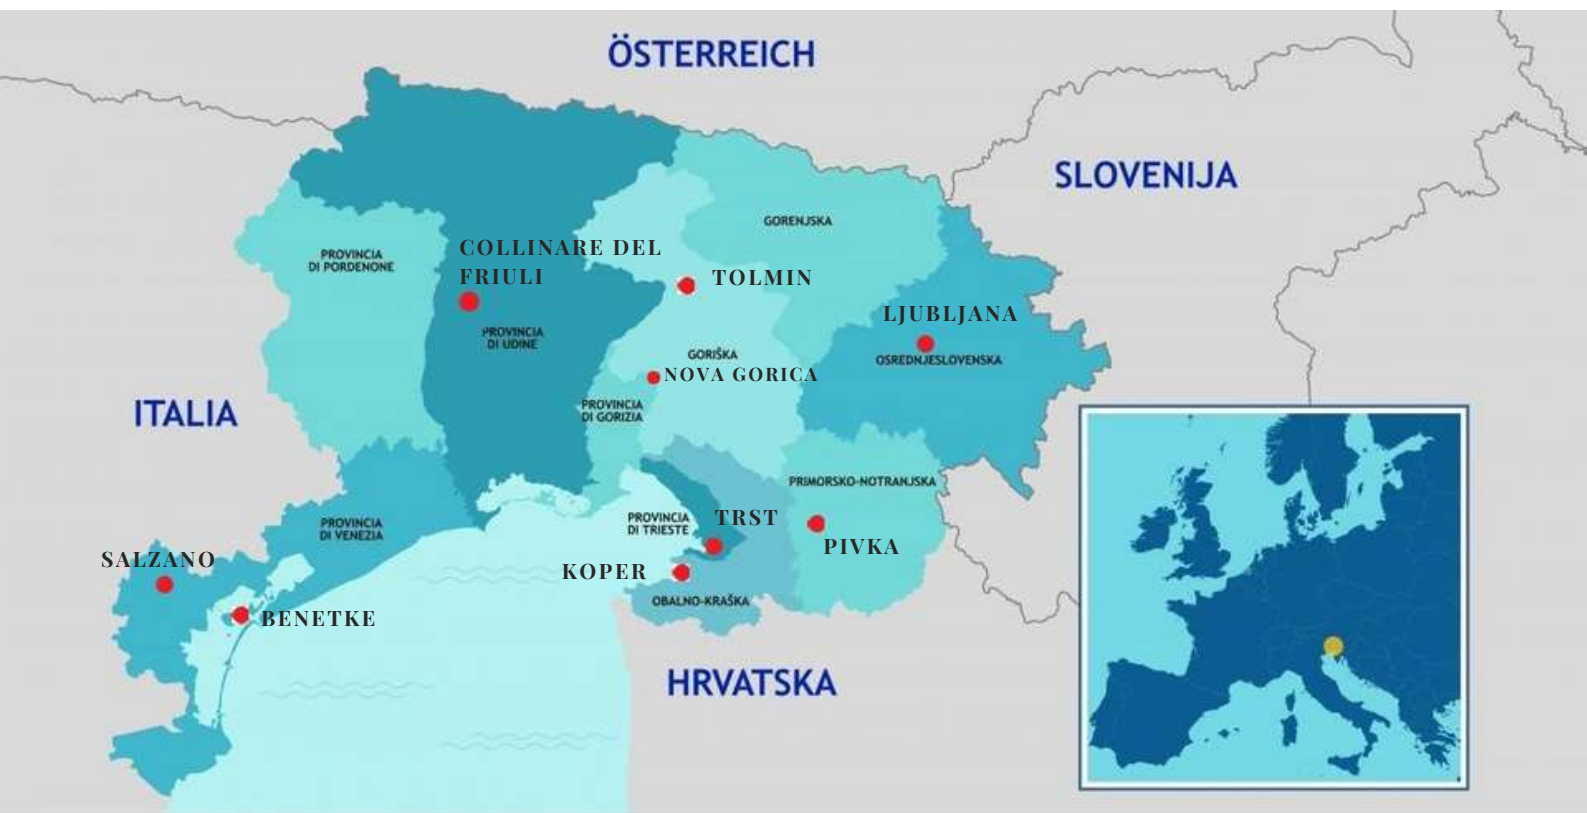 ÖSTERREICH
SLOVENIJA
GORENJSKA
COLLINARE DEL
FRIULI
PROVINCIA
DI PORDENONE
TOLMIN
LJUBLJANA
PROVINCIA
DI UDINE
GORIŠKA
OSREDNJESLOVENSKA
NOVA GORICA
ITALIA
PROVINCIA
DI GORIZIA
PRIMORSKO-NOTRANJSKA
PROVINCIA
DI VENEZIA
PROVINCIA
DI TRIESTE
TRST
PIVKA
SALZANO
KOPER
OBALNO-KRAŠKA
BENETKE
HRVATSKA